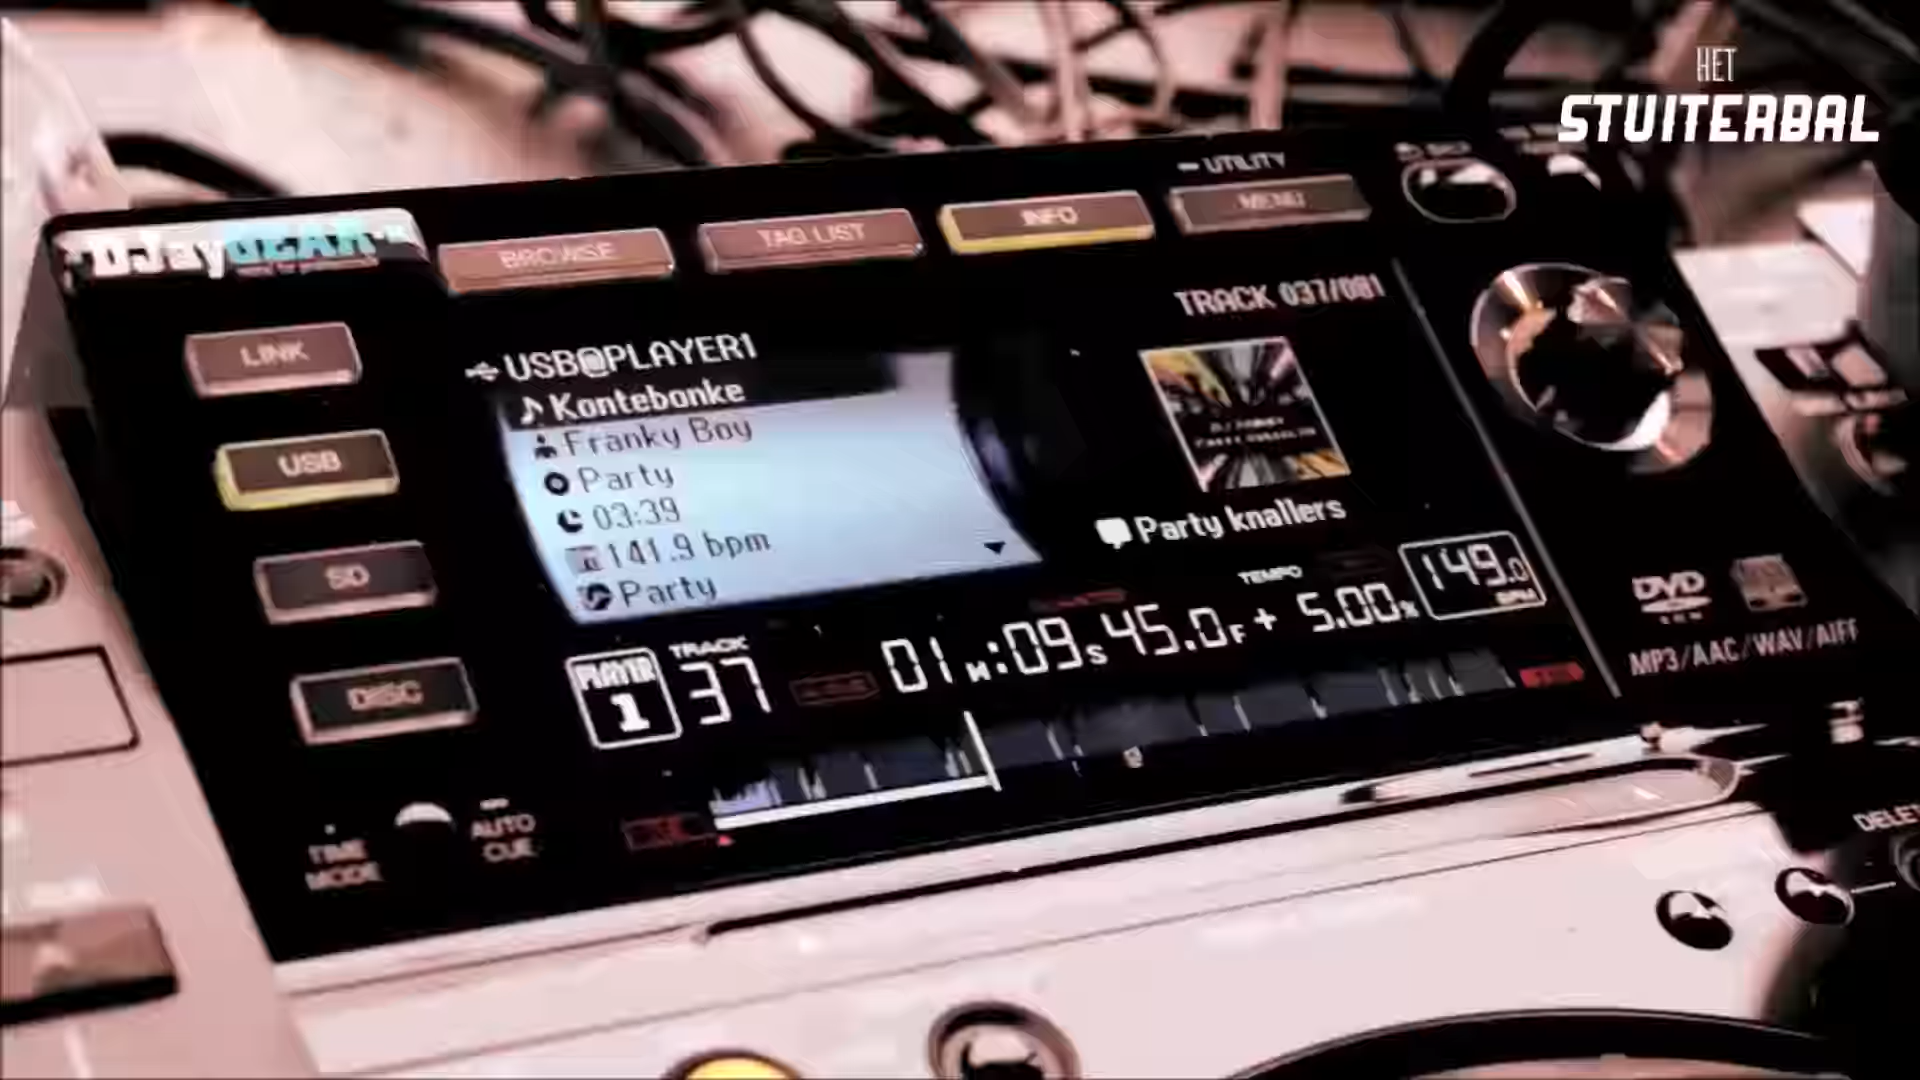 HET
STUITERBAL
UTILITY
DJayGEAR
BROWSE
TAG LIST
INFO
MENU
TRACK 037/081
LINK
USB@PLAYER1
Kontebonke
Franky Boy
USB
Party
03:39
Party knallers
141.9 bpm
SD
Party
TEMPO
149.0
BPM
DVD
MP3/AAC/WAV/AIFF
PLAYER
1
TRACK
37
01M:09S45.0F+ 5.00%
DISC
TIME
MODE
AUTO
CUE